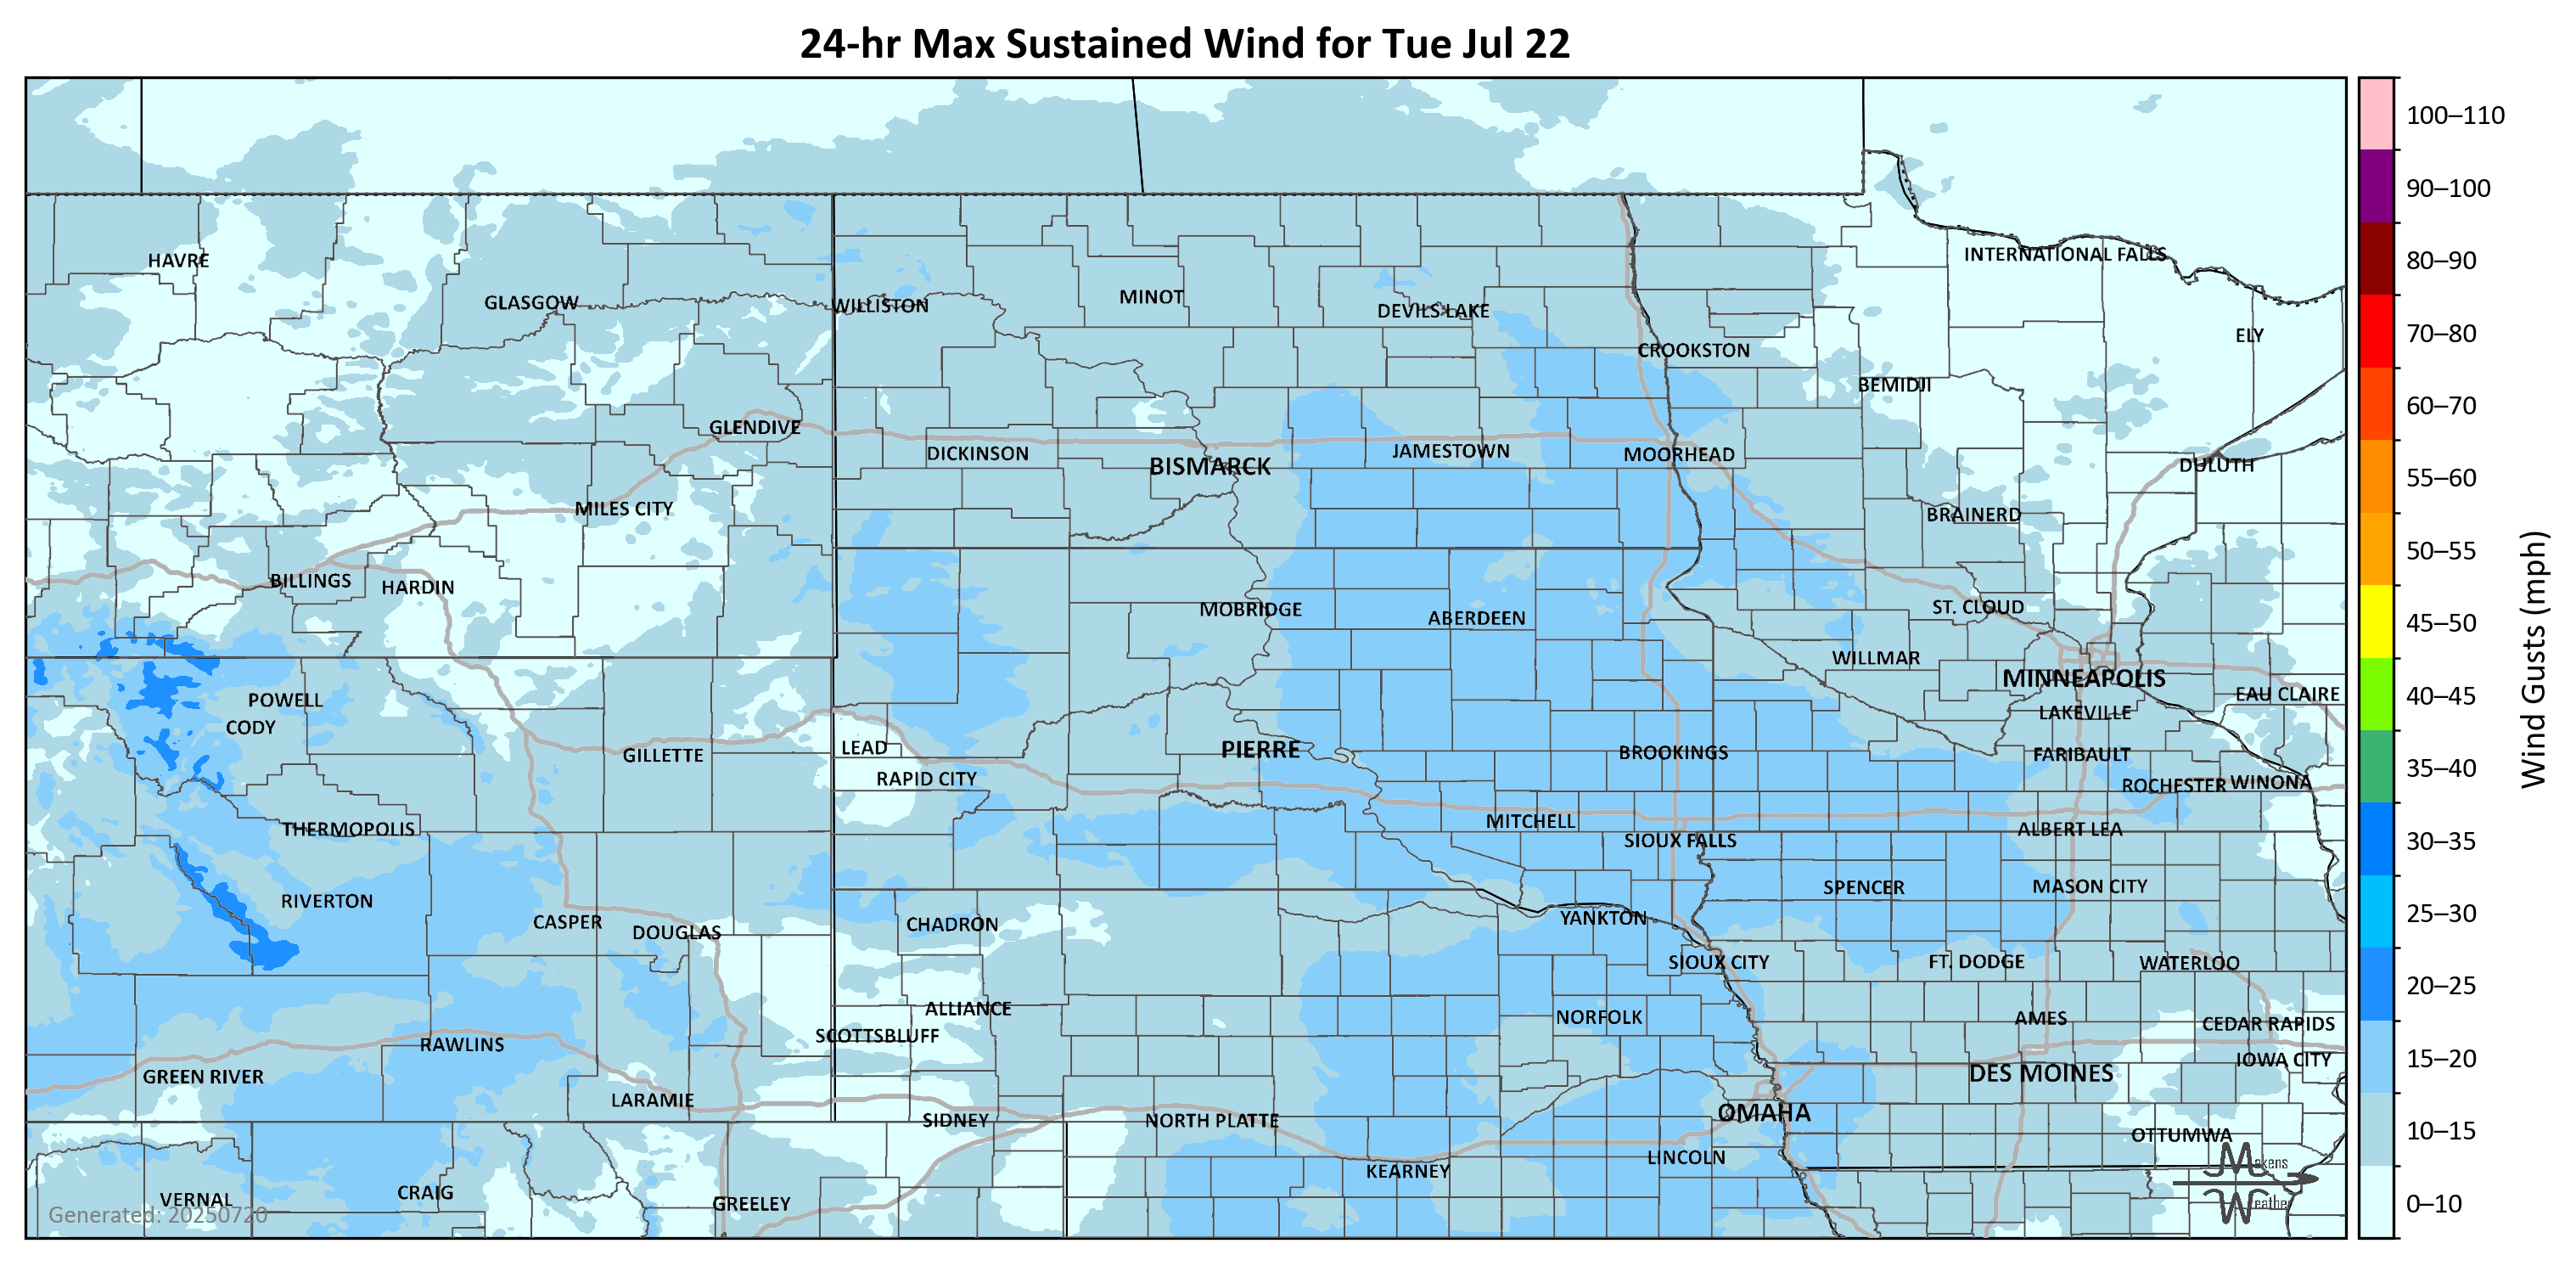 24-hr Max Sustained Wind for Tue Jul 22
100–110
90–100
80–90
70–80
60–70
55–60
50–55
45–50
40–45
35–40
30–35
25–30
20–25
15–20
10–15
0–10
Wind Gusts (mph)
HAVRE
INTERNATIONAL FALLS
GLASGOW
WILLISTON
MINOT
DEVILS LAKE
ELY
CROOKSTON
BEMIDJI
GLENDIVE
DICKINSON
BISMARCK
JAMESTOWN
MOORHEAD
DULUTH
MILES CITY
BRAINERD
BILLINGS
HARDIN
MOBRIDGE
ABERDEEN
ST. CLOUD
WILLMAR
MINNEAPOLIS
EAU CLAIRE
POWELL
CODY
LAKEVILLE
GILLETTE
LEAD
PIERRE
BROOKINGS
FARIBAULT
RAPID CITY
ROCHESTER
WINONA
THERMOPOLIS
MITCHELL
SIOUX FALLS
ALBERT LEA
RIVERTON
SPENCER
MASON CITY
CASPER
DOUGLAS
CHADRON
YANKTON
SIOUX CITY
FT. DODGE
WATERLOO
ALLIANCE
NORFOLK
AMES
CEDAR RAPIDS
SCOTTSBLUFF
RAWLINS
IOWA CITY
GREEN RIVER
DES MOINES
LARAMIE
SIDNEY
NORTH PLATTE
OMAHA
OTTUMWA
KEARNEY
LINCOLN
VERNAL
CRAIG
GREELEY
Generated: 20250720
Makens
Weather